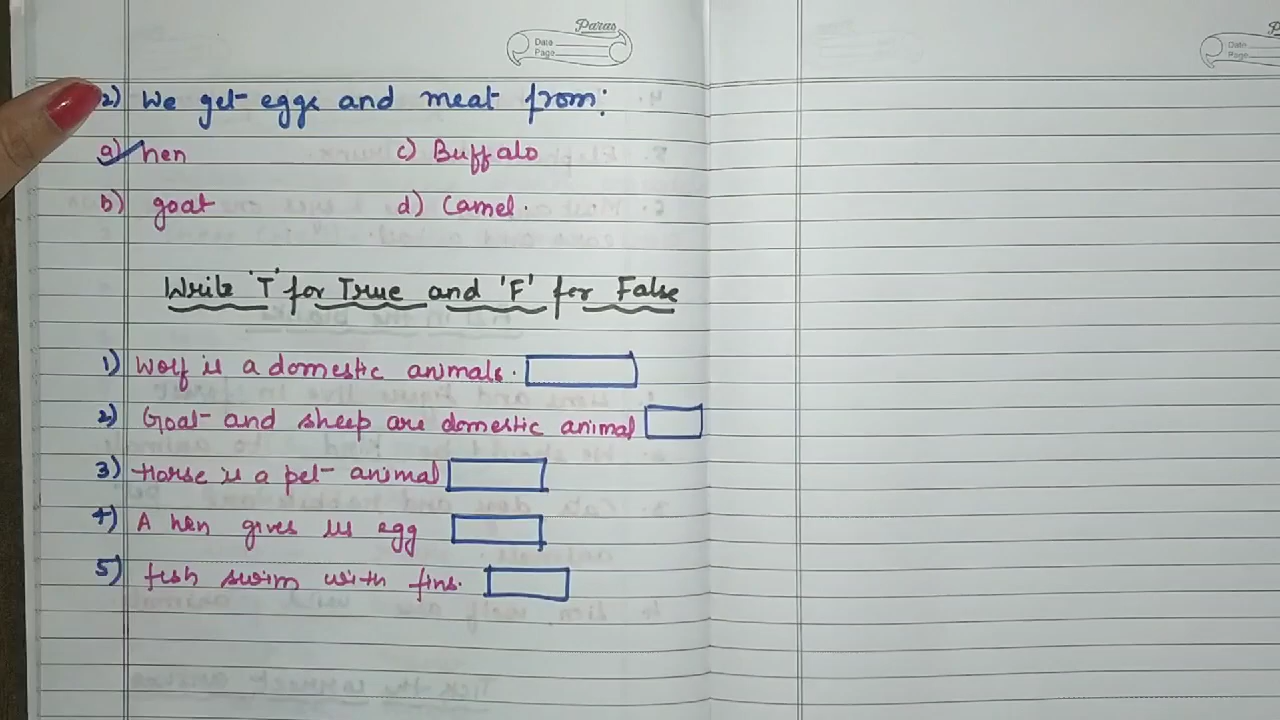 Paras
Date
Page
Date
Page
2) We get eggs and meat from:
a) hen c) Buffalo
b) goat d) Camel.
Write 'T' for True and 'F' for False
1) Wolf is a domestic animals.
2) Goat and sheep are domestic animal
3) Horse is a pet animal
4) A hen gives us egg
5) fish swim with fins.